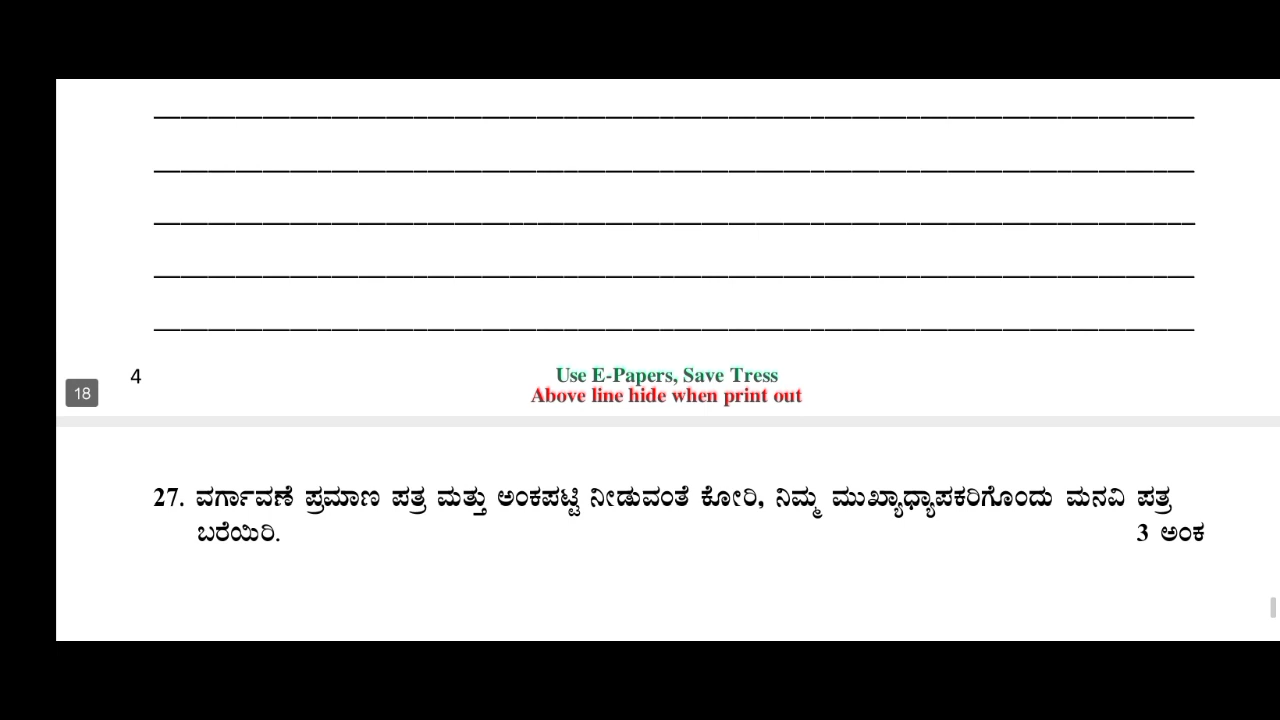 4
18
Use E-Papers, Save Tress
Above line hide when print out
27. ವರ್ಗಾವಣೆ ಪ್ರಮಾಣ ಪತ್ರ ಮತ್ತು ಅಂಕಪಟ್ಟಿ ನೀಡುವಂತೆ ಕೋರಿ, ನಿಮ್ಮ ಮುಖ್ಯಾಧ್ಯಾಪಕರಿಗೊಂದು ಮನವಿ ಪತ್ರ
ಬರೆಯಿರಿ. 3 ಅಂಕ